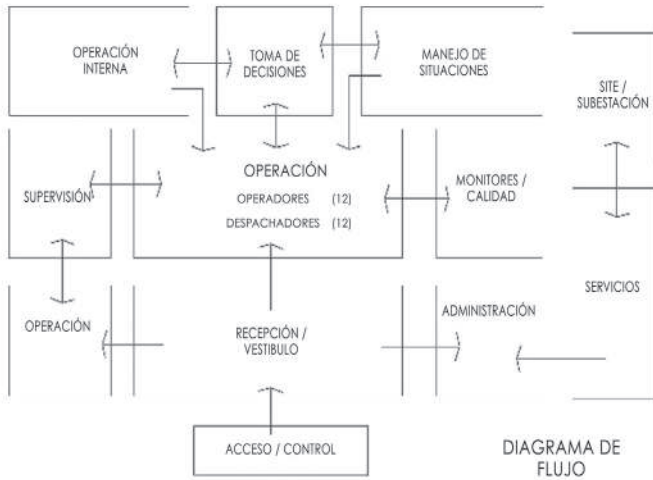 OPERACIÓN
INTERNA
TOMA DE
DECISIONES
MANEJO DE
SITUACIONES
SITE /
SUBESTACIÓN
OPERACIÓN
OPERADORES (12)
DESPACHADORES (12)
SUPERVISIÓN
MONITORES /
CALIDAD
SERVICIOS
OPERACIÓN
RECEPCIÓN /
VESTIBULO
ADMINISTRACIÓN
ACCESO / CONTROL
DIAGRAMA DE
FLUJO